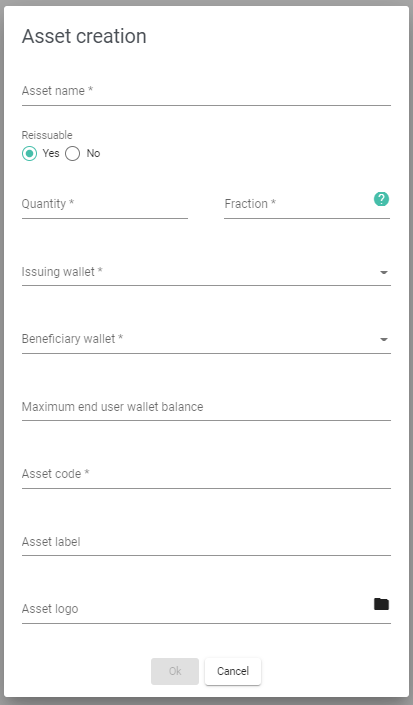 Asset creation
Asset name *
Reissuable
Yes No
Quantity * Fraction * ?
Issuing wallet *
Beneficiary wallet *
Maximum end user wallet balance
Asset code *
Asset label
Asset logo
Ok Cancel